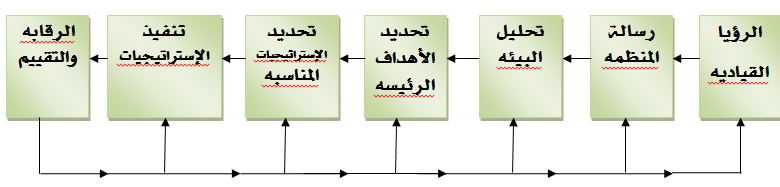 الرؤيا
القياديه
رسالة
المنظمه
تحليل
البيئه
تحديد
الأهداف
الرئيسه
تحديد
الإستراتيجيات
المناسبه
تنفيذ
الإستراتيجيات
الرقابه
والتقييم